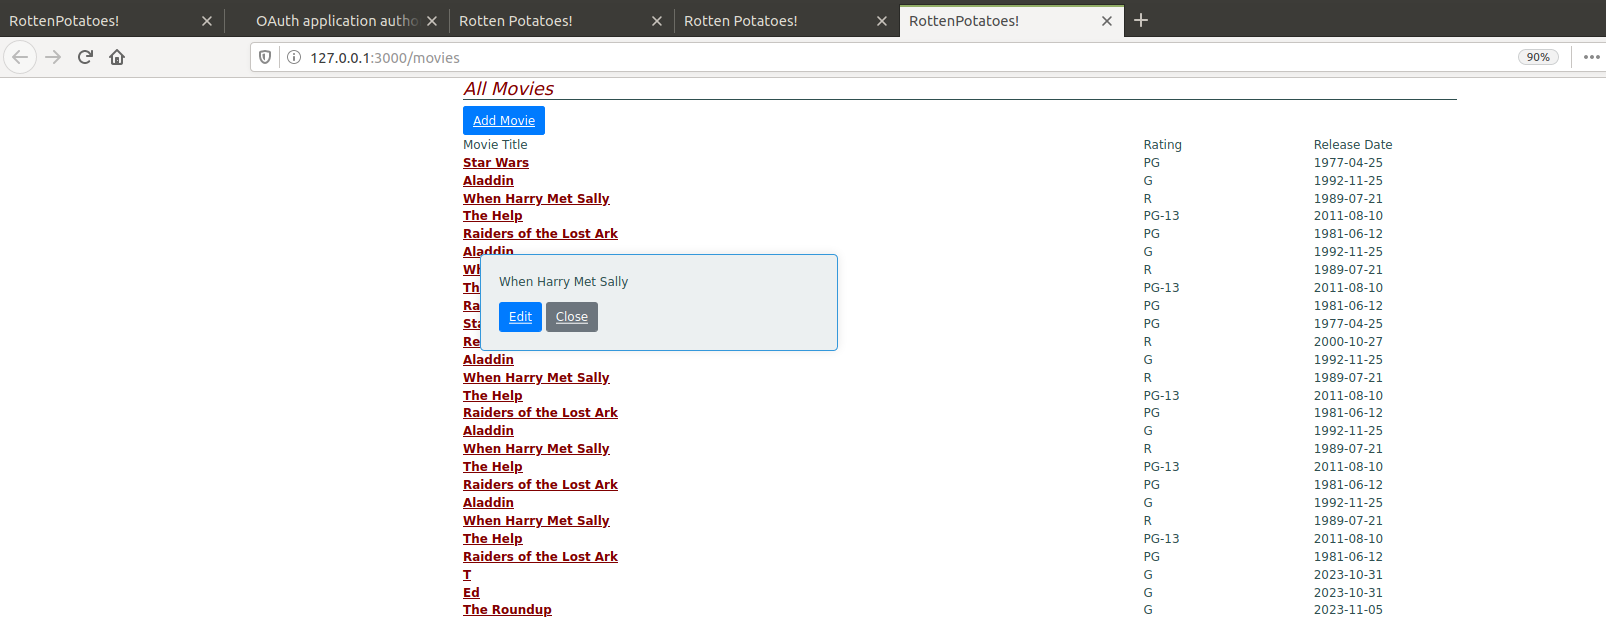 RottenPotatoes!
OAuth application autho
Rotten Potatoes!
Rotten Potatoes!
RottenPotatoes!
127.0.0.1:3000/movies
90%
All Movies
Add Movie
Movie Title Rating Release Date
Star Wars PG 1977-04-25
Aladdin G 1992-11-25
When Harry Met Sally R 1989-07-21
The Help PG-13 2011-08-10
Raiders of the Lost Ark PG 1981-06-12
Aladdin G 1992-11-25
Wh R 1989-07-21
When Harry Met Sally
Th PG-13 2011-08-10
Ra PG 1981-06-12
Edit Close
Sta PG 1977-04-25
Re R 2000-10-27
Aladdin G 1992-11-25
When Harry Met Sally R 1989-07-21
The Help PG-13 2011-08-10
Raiders of the Lost Ark PG 1981-06-12
Aladdin G 1992-11-25
When Harry Met Sally R 1989-07-21
The Help PG-13 2011-08-10
Raiders of the Lost Ark PG 1981-06-12
Aladdin G 1992-11-25
When Harry Met Sally R 1989-07-21
The Help PG-13 2011-08-10
Raiders of the Lost Ark PG 1981-06-12
T G 2023-10-31
Ed G 2023-10-31
The Roundup G 2023-11-05